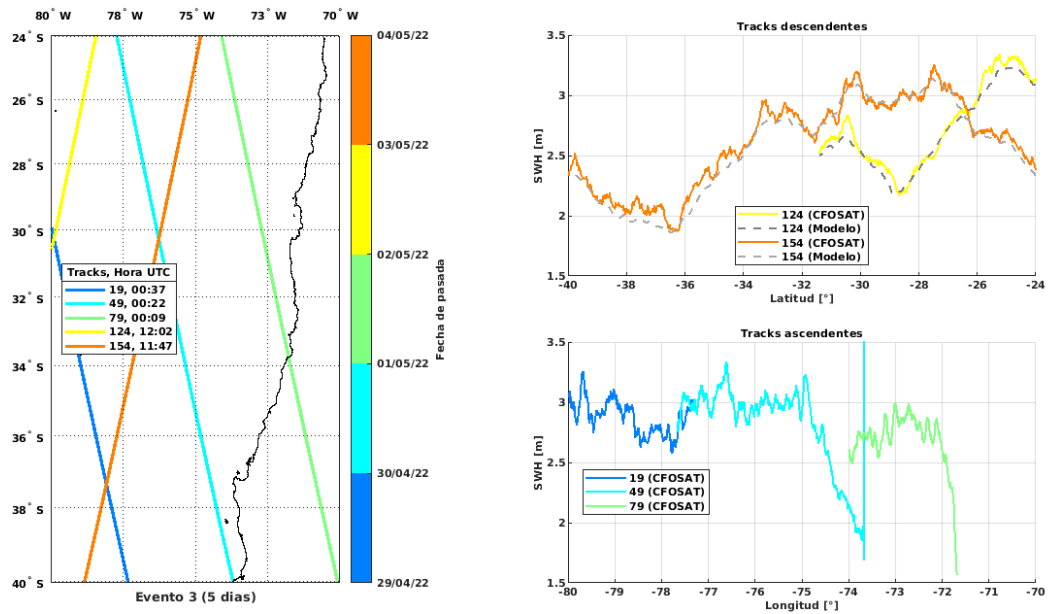 80° W 78° W 75° W 73° W 70° W
24° S
26° S
28° S
30° S
32° S
34° S
36° S
38° S
40° S
Tracks, Hora UTC
19, 00:37
49, 00:22
79, 00:09
124, 12:02
154, 11:47
Evento 3 (5 dias)
04/05/22
03/05/22
02/05/22
01/05/22
30/04/22
29/04/22
Fecha de pasada
Tracks descendentes
3.5
3
2.5
2
1.5
SWH [m]
124 (CFOSAT)
124 (Modelo)
154 (CFOSAT)
154 (Modelo)
-40 -38 -36 -34 -32 -30 -28 -26 -24
Latitud [°]
Tracks ascendentes
3.5
3
2.5
2
1.5
SWH [m]
19 (CFOSAT)
49 (CFOSAT)
79 (CFOSAT)
-80 -79 -78 -77 -76 -75 -74 -73 -72 -71 -70
Longitud [°]